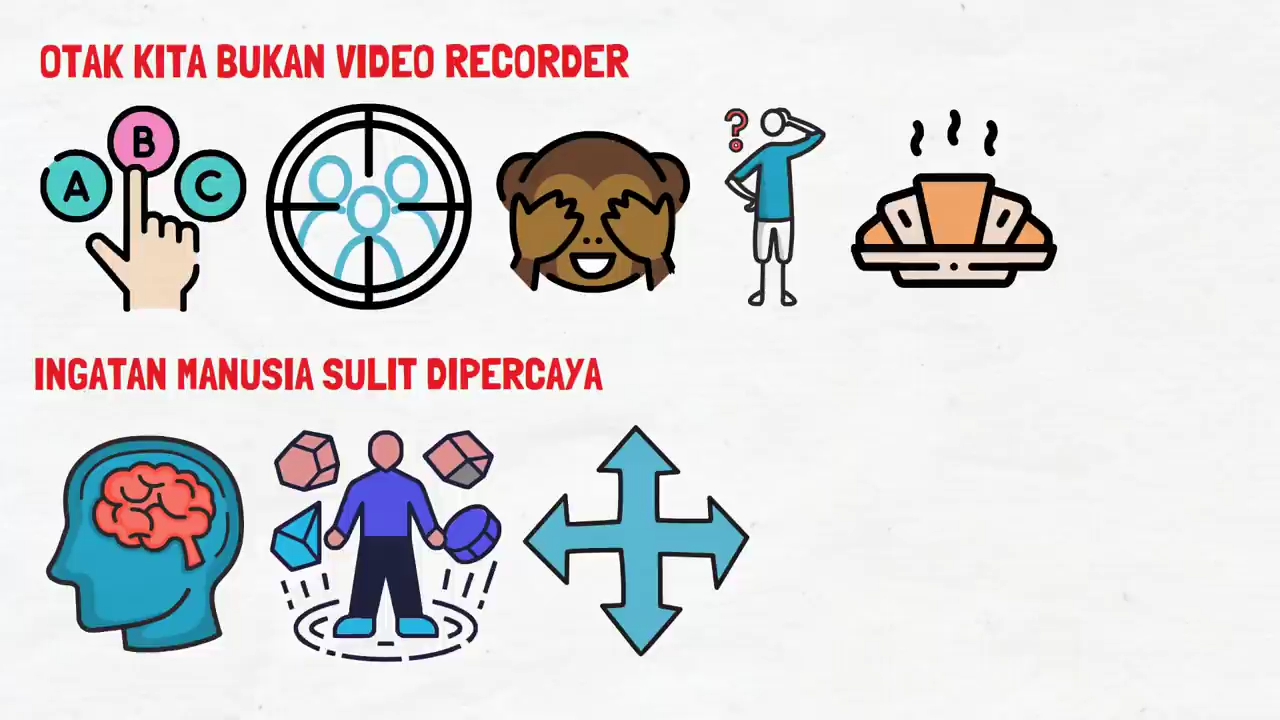 OTAK KITA BUKAN VIDEO RECORDER
B
A
C
?
INGATAN MANUSIA SULIT DIPERCAYA